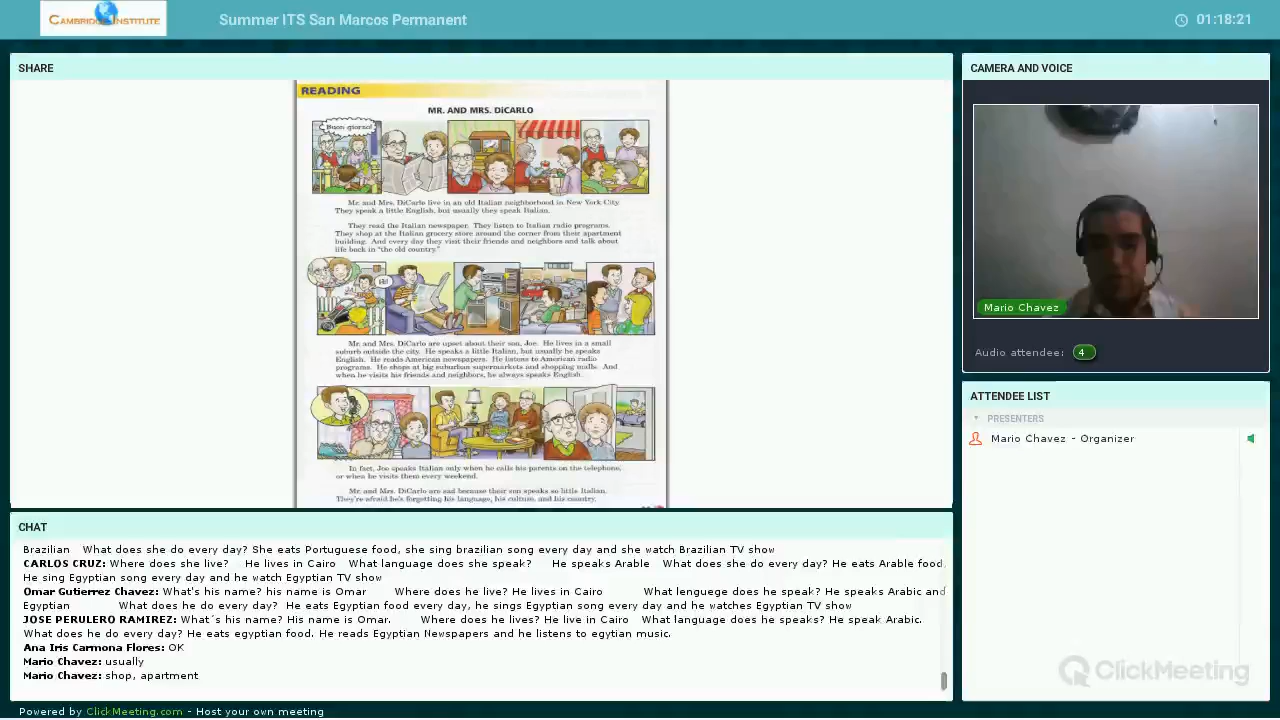 CAMBRIDGE INSTITUTE
Summer ITS San Marcos Permanent
01:18:21
SHARE
READING
MR. AND MRS. DiCARLO
Buon giorno!
Mr. and Mrs. DiCarlo live in an old Italian neighborhood in New York City.
They speak a little English, but usually they speak Italian.
They read the Italian newspaper. They listen to Italian radio programs.
They shop at the Italian grocery store around the corner from their apartment
building. And every day they visit their friends and neighbors and talk about
life back in "the old country."
Hi!
Mr. and Mrs. DiCarlo are upset about their son, Joe. He lives in a small
suburb outside the city. He speaks a little Italian, but usually he speaks
English. He reads American newspapers. He listens to American radio
programs. He shops at big suburban supermarkets and shopping malls. And
when he visits his friends and neighbors, he always speaks English.
In fact, Joe speaks Italian only when he calls his parents on the telephone,
or when he visits them every weekend.
Mr. and Mrs. DiCarlo are sad because their son speaks so little Italian.
They're afraid he's forgetting his language, his culture, and his country.
CAMERA AND VOICE
Mario Chavez
Audio attendee: 4
ATTENDEE LIST
PRESENTERS
Mario Chavez - Organizer
CHAT
Brazilian What does she do every day? She eats Portuguese food, she sing brazilian song every day and she watch Brazilian TV show
CARLOS CRUZ: Where does she live? He lives in Cairo What language does she speak? He speaks Arable What does she do every day? He eats Arable food,
He sing Egyptian song every day and he watch Egyptian TV show
Omar Gutierrez Chavez: What's his name? his name is Omar Where does he live? He lives in Cairo What lenguege does he speak? He speaks Arabic and
Egyptian What does he do every day? He eats Egyptian food every day, he sings Egyptian song every day and he watches Egyptian TV show
JOSE PERULERO RAMIREZ: What´s his name? His name is Omar. Where does he lives? He live in Cairo What language does he speaks? He speak Arabic.
What does he do every day? He eats egyptian food. He reads Egyptian Newspapers and he listens to egytian music.
Ana Iris Carmona Flores: OK
Mario Chavez: usually
Mario Chavez: shop, apartment
ClickMeeting
Powered by ClickMeeting.com - Host your own meeting